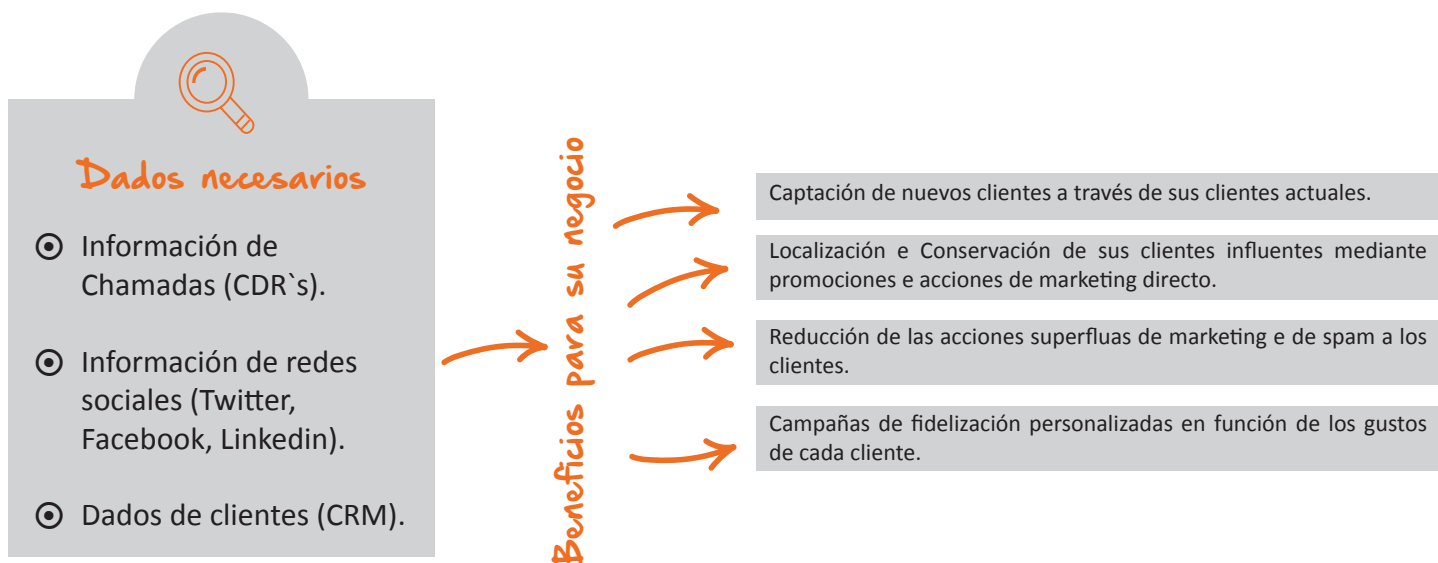 Dados necesarios
Información de
Chamadas (CDR`s).
Información de redes
sociales (Twitter,
Facebook, Linkedin).
Dados de clientes (CRM).
Beneficios para su negocio
Captación de nuevos clientes a través de sus clientes actuales.
Localización e Conservación de sus clientes influentes mediante
promociones e acciones de marketing directo.
Reducción de las acciones superfluas de marketing e de spam a los
clientes.
Campañas de fidelización personalizadas en función de los gustos
de cada cliente.